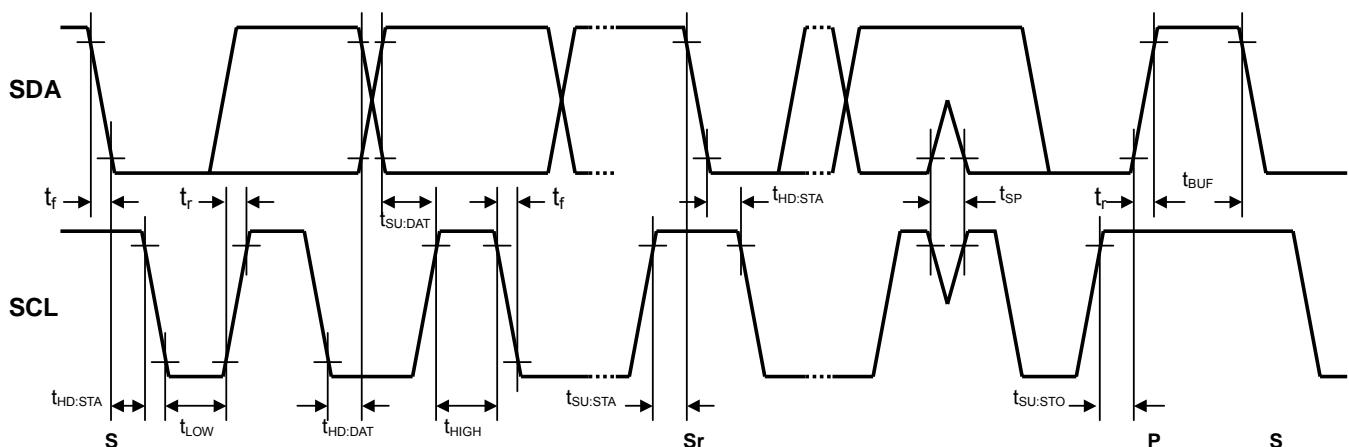 SDA
t_f
t_r
t_SU:DAT
t_f
t_HD:STA
t_SP
t_r
t_BUF
SCL
t_HD:STA
t_LOW
t_HD:DAT
t_HIGH
t_SU:STA
t_SU:STO
S
Sr
P
S